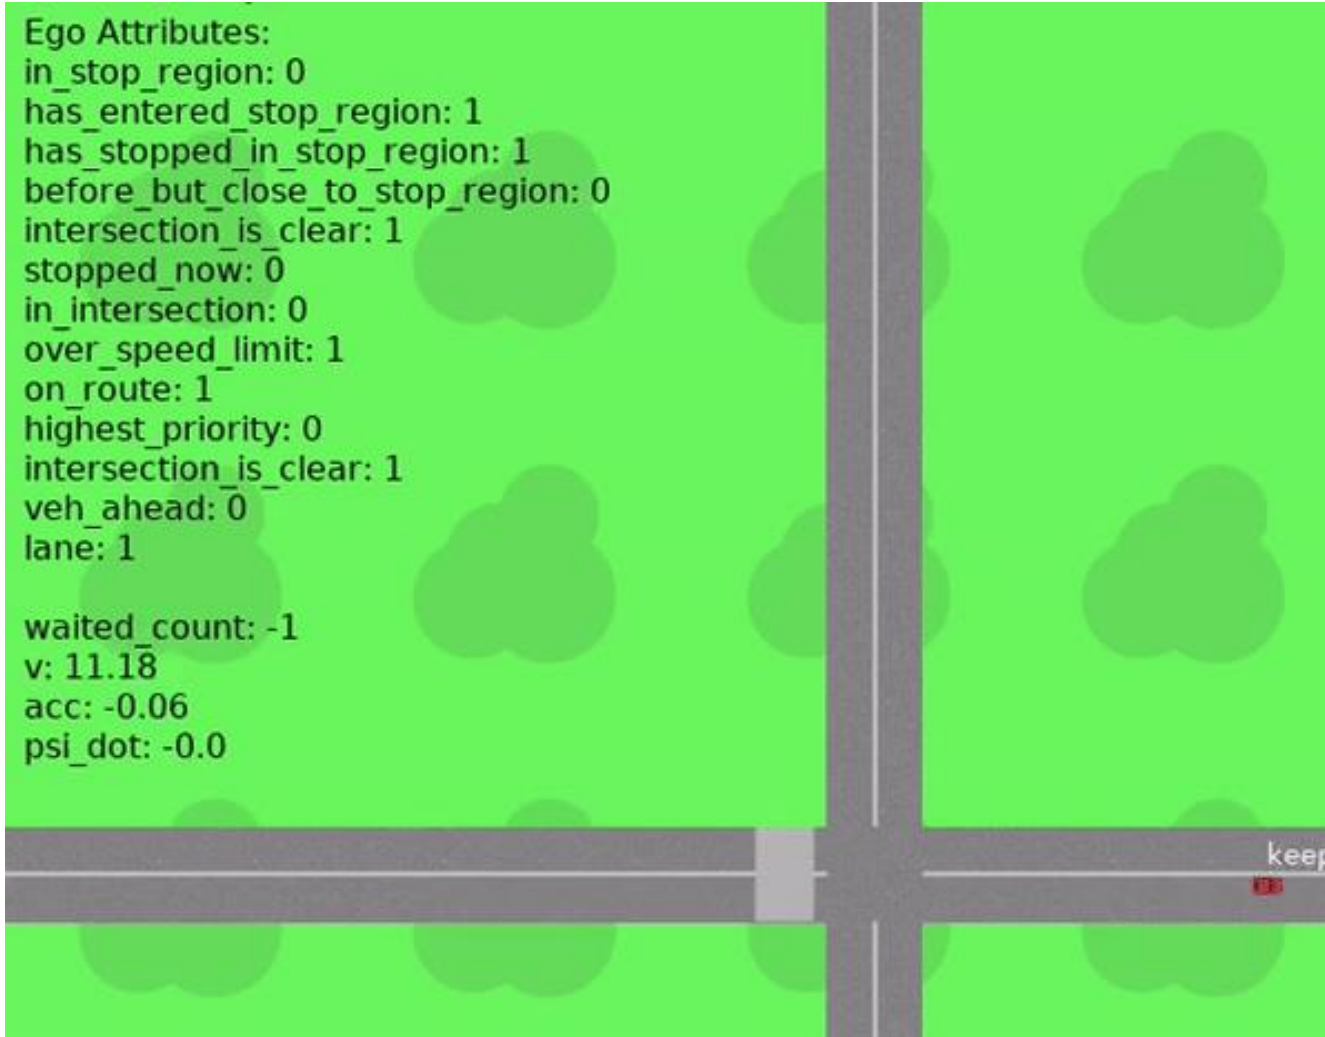 Ego Attributes:
in_stop_region: 0
has_entered_stop_region: 1
has_stopped_in_stop_region: 1
before_but_close_to_stop_region: 0
intersection_is_clear: 1
stopped_now: 0
in_intersection: 0
over_speed_limit: 1
on_route: 1
highest_priority: 0
intersection_is_clear: 1
veh_ahead: 0
lane: 1
waited_count: -1
v: 11.18
acc: -0.06
psi_dot: -0.0
keep